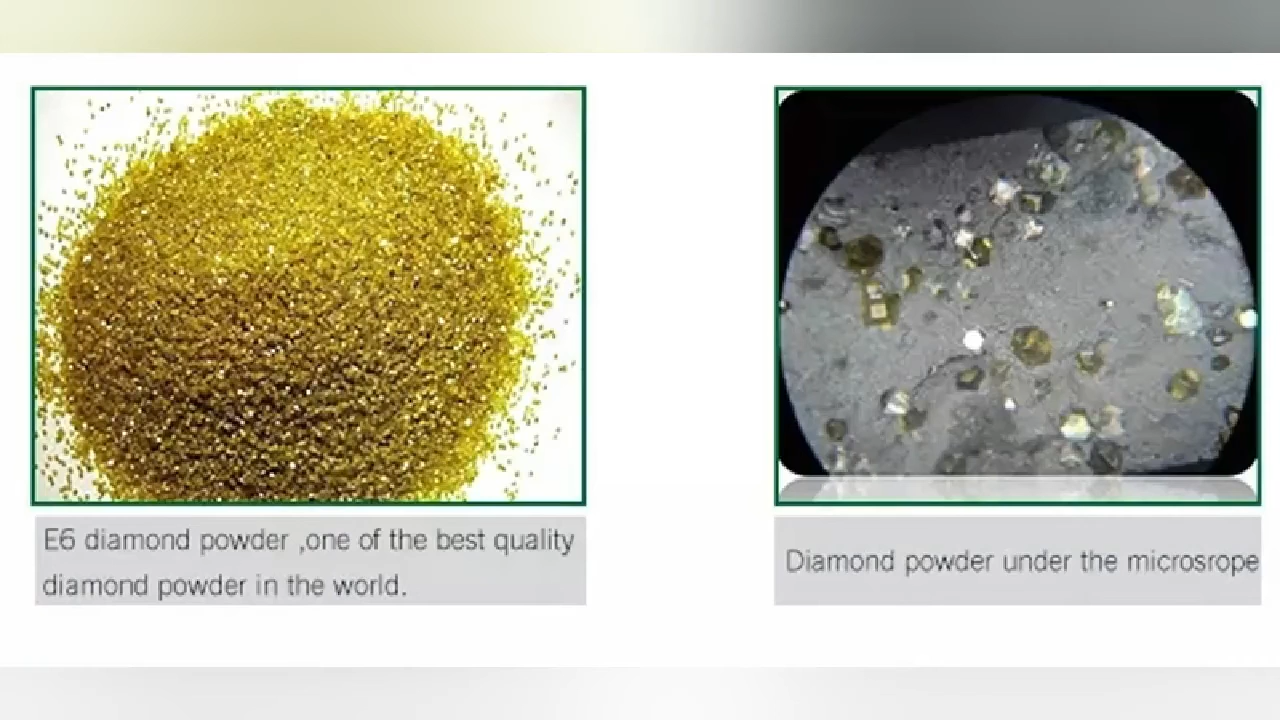 E6 diamond powder ,one of the best quality
diamond powder in the world.
Diamond powder under the microsrope